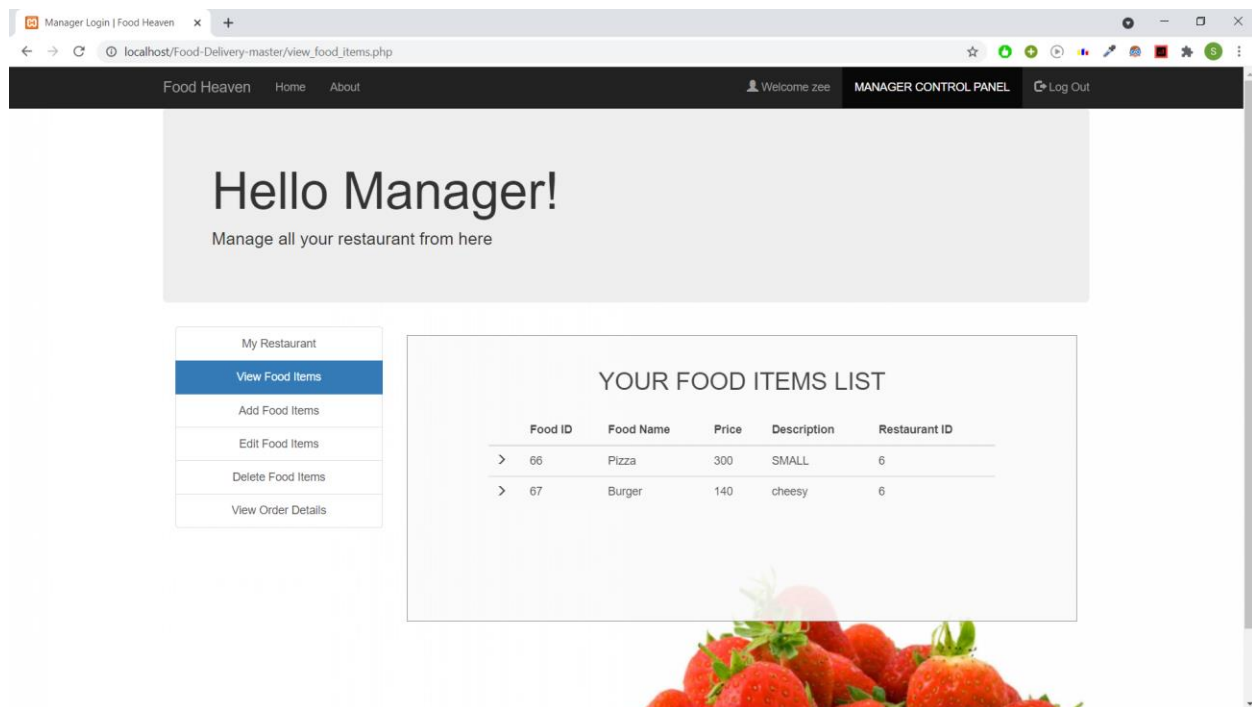 Manager Login | Food Heaven
localhost/Food-Delivery-master/view_food_items.php
S
Food Heaven Home About Welcome zee MANAGER CONTROL PANEL Log Out
Hello Manager!
Manage all your restaurant from here
My Restaurant
View Food Items
Add Food Items
Edit Food Items
Delete Food Items
View Order Details
YOUR FOOD ITEMS LIST
Food ID Food Name Price Description Restaurant ID
66 Pizza 300 SMALL 6
67 Burger 140 cheesy 6